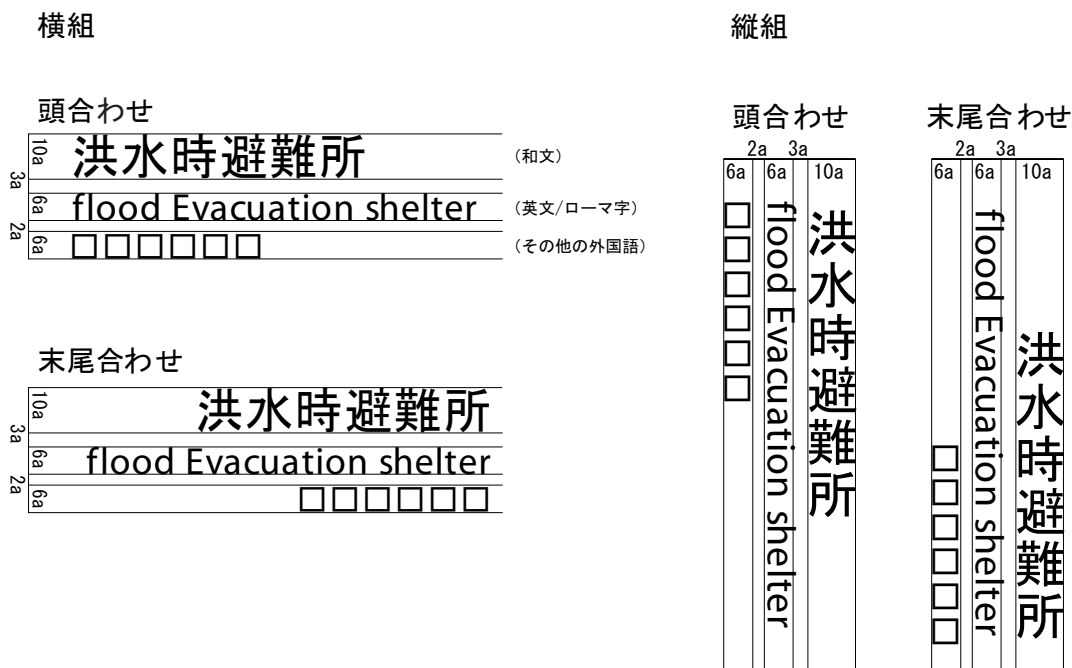 横組
頭合わせ
10a
洪水時避難所
(和文)
3a
6a
flood Evacuation shelter
(英文/ローマ字)
2a
6a
□□□□□□
(その他の外国語)
末尾合わせ
10a
洪水時避難所
3a
6a
flood Evacuation shelter
2a
6a
□□□□□□
縦組
頭合わせ
2a 3a
6a 6a 10a
洪水時避難所
flood Evacuation shelter
□□□□□□
末尾合わせ
2a 3a
6a 6a 10a
洪水時避難所
flood Evacuation shelter
□□□□□□